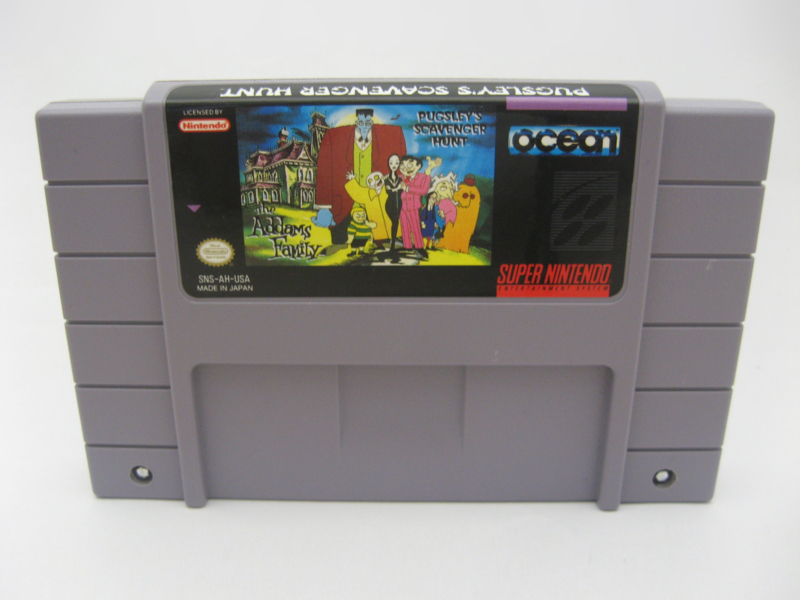 PUGSLEY'S SCAVENGER HUNT
LICENSED BY
Nintendo
PUGSLEY'S
SCAVENGER
HUNT
ocean
The
Addams
Family
SNS-AH-USA
MADE IN JAPAN
SUPER NINTENDO
ENTERTAINMENT SYSTEM